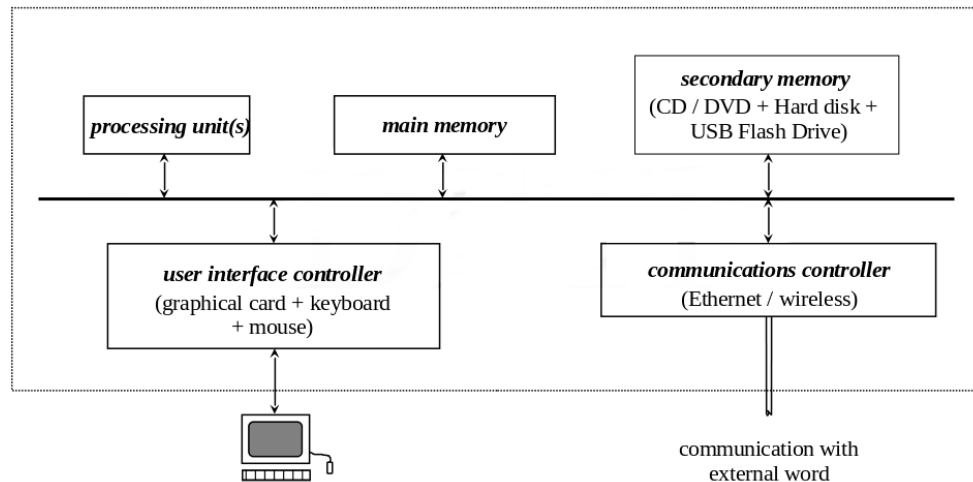 processing unit(s)
main memory
secondary memory
(CD / DVD + Hard disk +
USB Flash Drive)
user interface controller
(graphical card + keyboard
+ mouse)
communications controller
(Ethernet / wireless)
communication with
external word